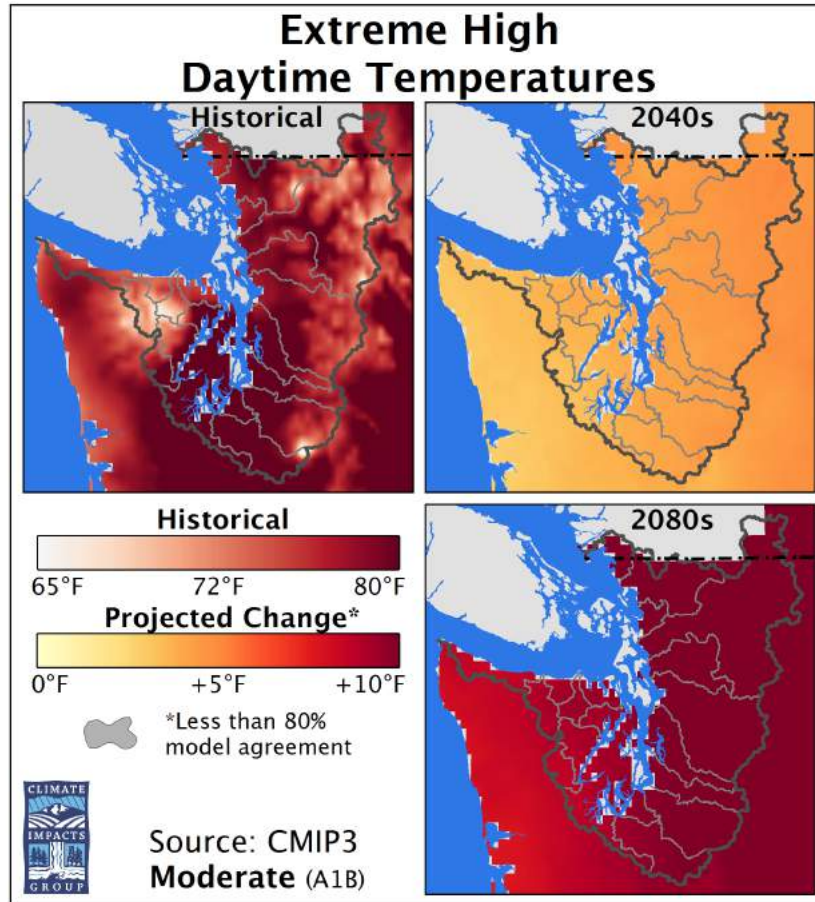 Extreme High
Daytime Temperatures
Historical
2040s
Historical
65°F 72°F 80°F
Projected Change*
0°F +5°F +10°F
*Less than 80%
model agreement
2080s
CLIMATE
IMPACTS
GROUP
Source: CMIP3
Moderate (A1B)